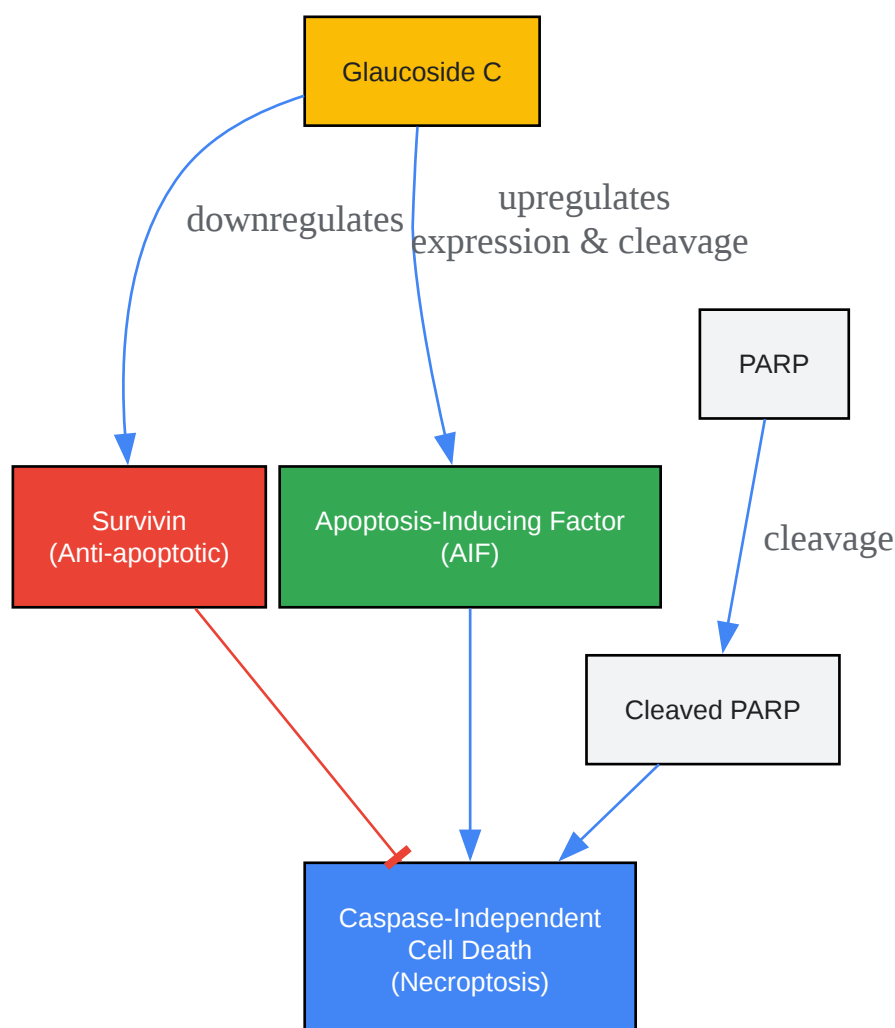 Glaucoside C
downregulates
upregulates
expression & cleavage
PARP
Survivin
(Anti-apoptotic)
Apoptosis-Inducing Factor
(AIF)
cleavage
Cleaved PARP
Caspase-Independent
Cell Death
(Necroptosis)